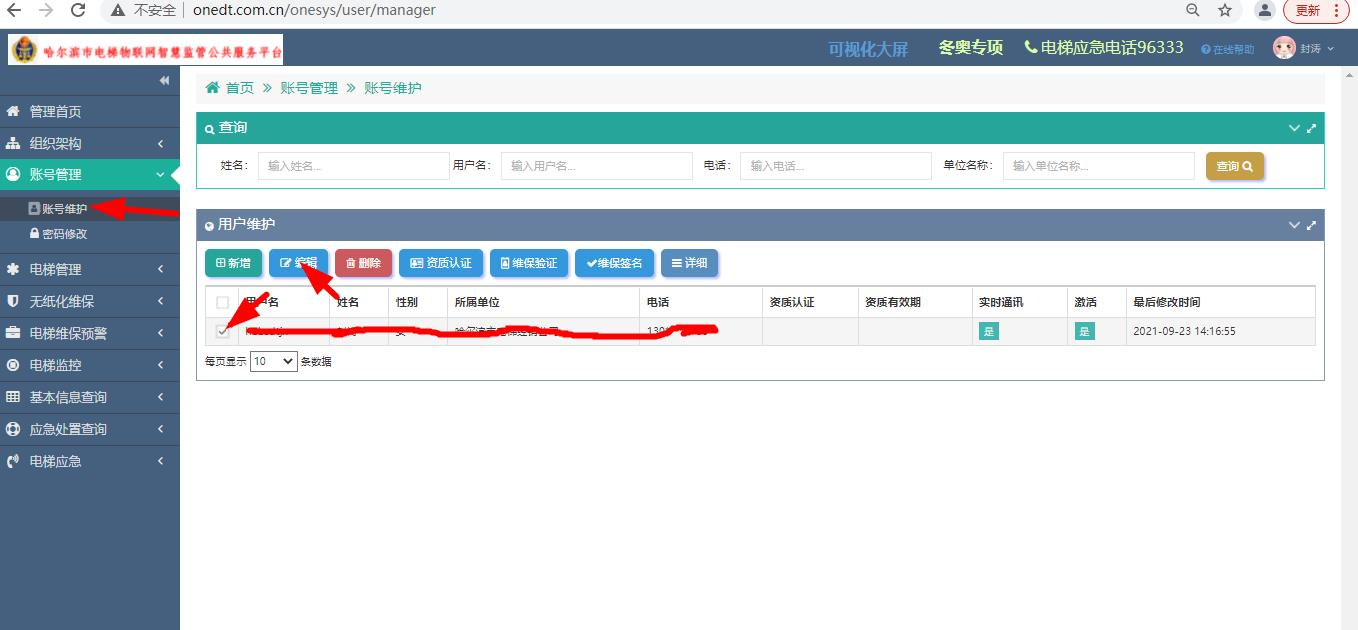 不安全 onedt.com.cn/onesys/user/manager 更新
哈尔滨市电梯物联网智慧监管公共服务平台 可视化大屏 冬奥专项 电梯应急电话96333 在线帮助 封涛
首页 账号管理 账号维护
管理首页
组织架构
账号管理
账号维护
密码修改
电梯管理
无纸化维保
电梯维保预警
电梯监控
基本信息查询
应急处置查询
电梯应急
查询
姓名: 输入姓名... 用户名: 输入用户名... 电话: 输入电话... 单位名称: 输入单位名称... 查询
用户维护
新增 编辑 删除 资质认证 维保验证 维保签名 详细
用户名 姓名 性别 所属单位 电话 资质认证 资质有效期 实时通讯 激活 最后修改时间
是 是 2021-09-23 14:16:55
每页显示 10 条数据